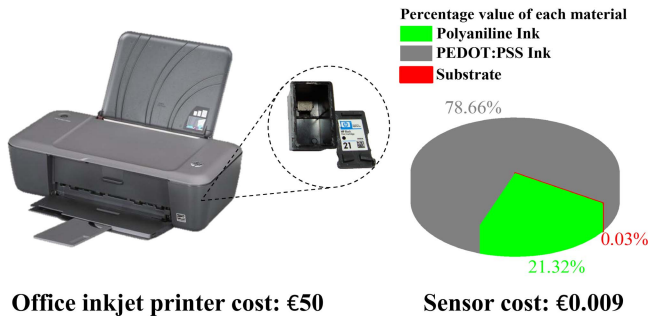 Percentage value of each material
Polyaniline Ink
PEDOT:PSS Ink
Substrate
78.66%
21
0.03%
21.32%
Office inkjet printer cost: €50
Sensor cost: €0.009